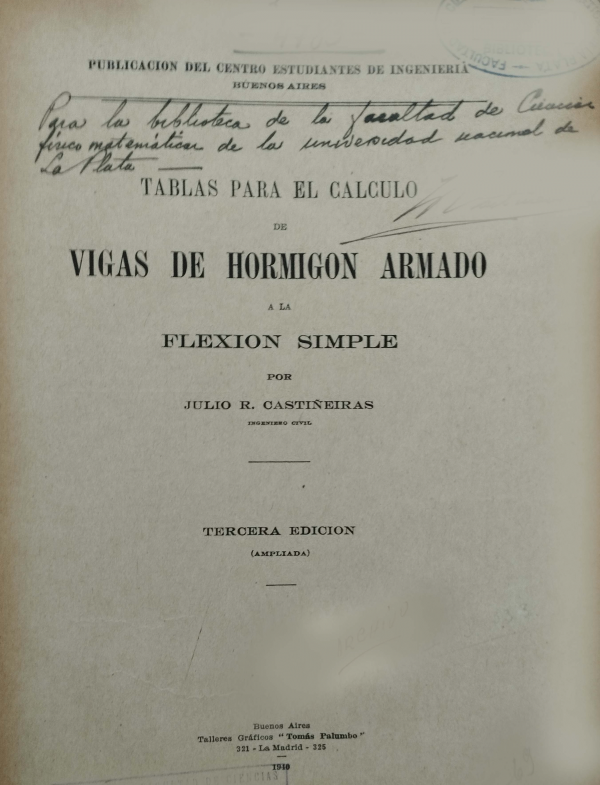 PUBLICACION DEL CENTRO ESTUDIANTES DE INGENIERIA
BUENOS AIRES
Para la biblioteca de la facultad de Ciencias
físico matemáticas de la universidad nacional de
La Plata —
TABLAS PARA EL CALCULO
DE
VIGAS DE HORMIGON ARMADO
A LA
FLEXION SIMPLE
POR
JULIO R. CASTIÑEIRAS
INGENIERO CIVIL
TERCERA EDICION
(AMPLIADA)
Buenos Aires
Talleres Gráficos "Tomás Palumbo"
321 - La Madrid - 325
1940
CIENCIAS